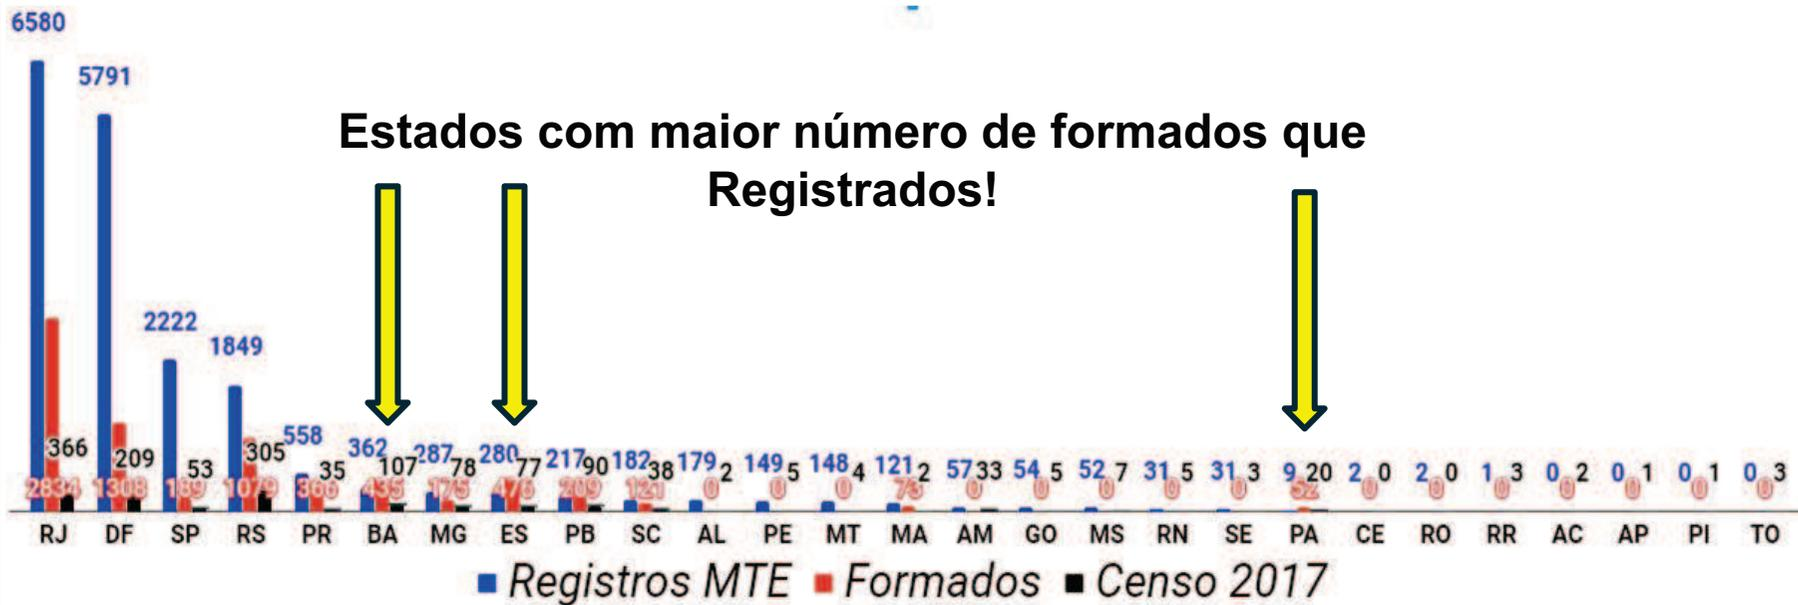 6580
5791
Estados com maior número de formados que
Registrados!
2222
1849
558
366 209 53 305 35
362 107 287 78 280 77 217 90 182 38 179 2 149 5 148 4 121 2 57 33 54 5 52 7 31 5 31 3 9 20 2 0 2 0 1 3 0 2 0 1 0 1 0 3
2834 1308 189 1079 366 435 175 476 209 121 0 0 0 73 0 0 0 0 0 52 0 0 0 0 0 0 0
RJ DF SP RS PR BA MG ES PB SC AL PE MT MA AM GO MS RN SE PA CE RO RR AC AP PI TO
Registros MTE Formados Censo 2017